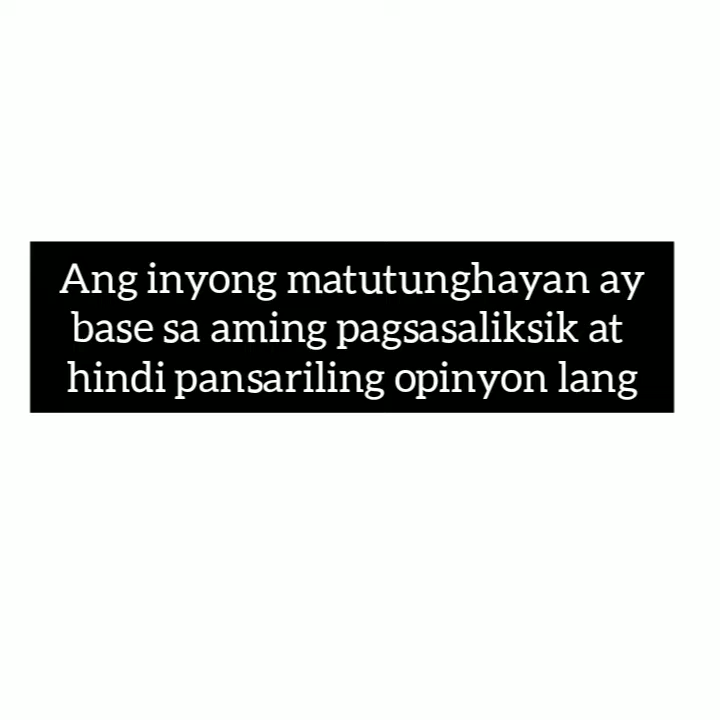 Ang inyong matutunghayan ay
base sa aming pagsasaliksik at
hindi pansariling opinyon lang